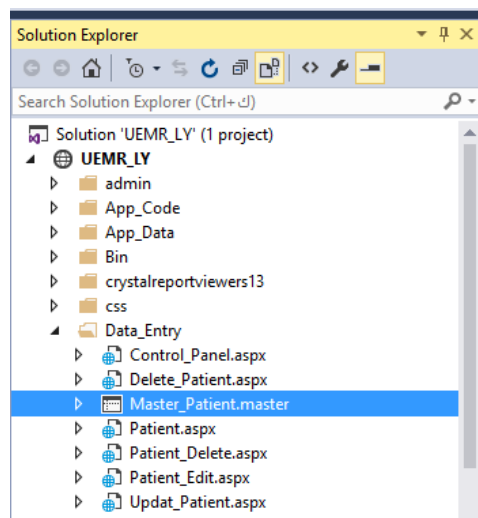 Solution Explorer
Search Solution Explorer (Ctrl+ك)
Solution 'UEMR_LY' (1 project)
UEMR_LY
admin
App_Code
App_Data
Bin
crystalreportviewers13
css
Data_Entry
Control_Panel.aspx
Delete_Patient.aspx
Master_Patient.master
Patient.aspx
Patient_Delete.aspx
Patient_Edit.aspx
Updat_Patient.aspx